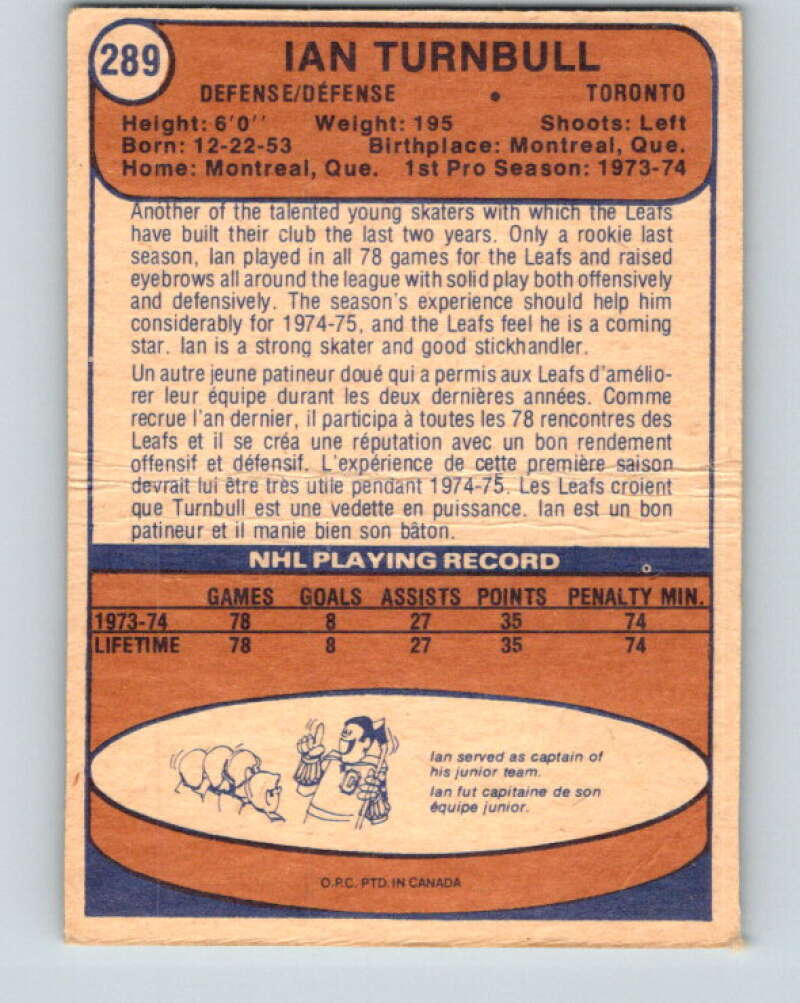 289
IAN TURNBULL
DEFENSE/DÉFENSE • TORONTO
Height: 6'0'' Weight: 195 Shoots: Left
Born: 12-22-53 Birthplace: Montreal, Que.
Home: Montreal, Que. 1st Pro Season: 1973-74
Another of the talented young skaters with which the Leafs
have built their club the last two years. Only a rookie last
season, Ian played in all 78 games for the Leafs and raised
eyebrows all around the league with solid play both offensively
and defensively. The season's experience should help him
considerably for 1974-75, and the Leafs feel he is a coming
star. Ian is a strong skater and good stickhandler.
Un autre jeune patineur doué qui a permis aux Leafs d'amélio-
rer leur équipe durant les deux dernières années. Comme
recrue l'an dernier, il participa à toutes les 78 rencontres des
Leafs et il se créa une réputation avec un bon rendement
offensif et défensif. L'expérience de cette première saison
devrait lui être très utile pendant 1974-75. Les Leafs croient
que Turnbull est une vedette en puissance. Ian est un bon
patineur et il manie bien son bâton.
NHL PLAYING RECORD
GAMES GOALS ASSISTS POINTS PENALTY MIN.
1973-74 78 8 27 35 74
LIFETIME 78 8 27 35 74
C
Ian served as captain of
his junior team.
Ian fut capitaine de son
équipe junior.
O.P.C. PTD. IN CANADA